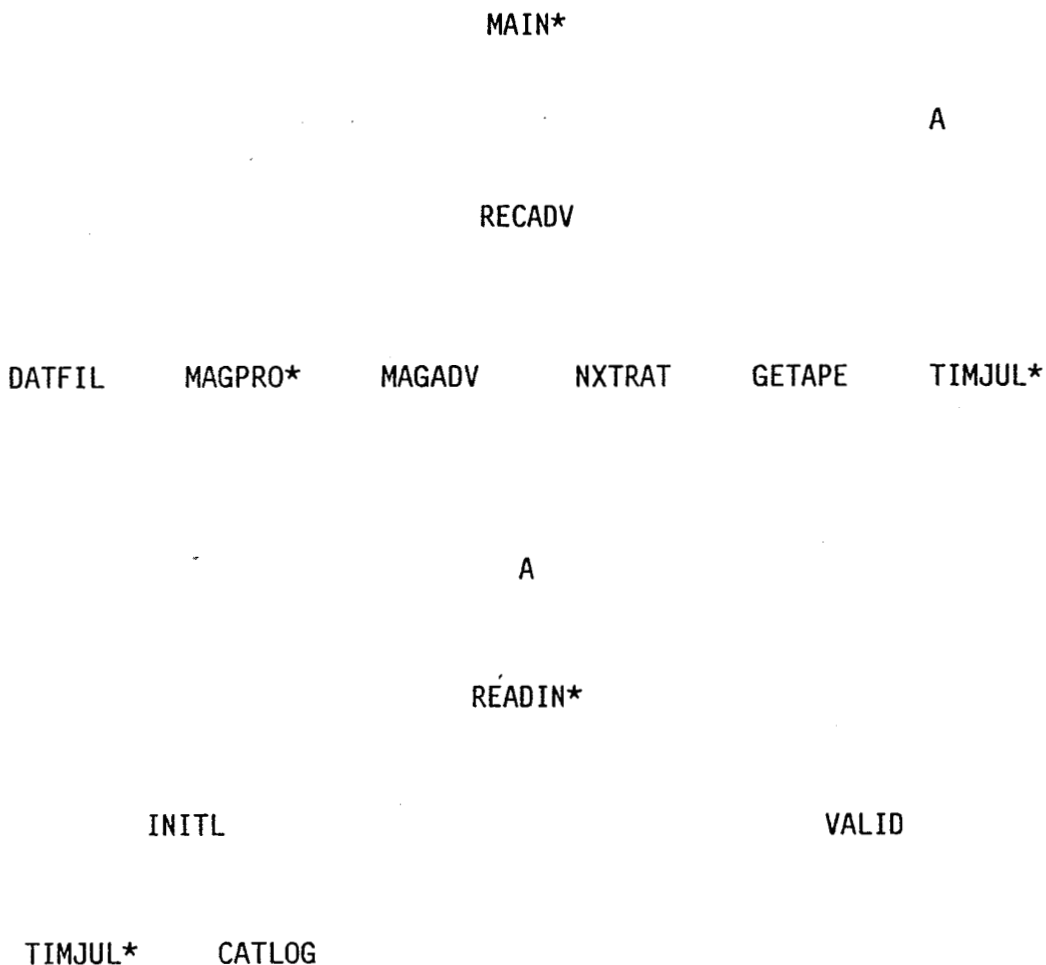 MAIN*
A
RECADV
DATFIL MAGPRO* MAGADV NXTRAT GETAPE TIMJUL*
A
READIN*
INITL VALID
TIMJUL* CATLOG